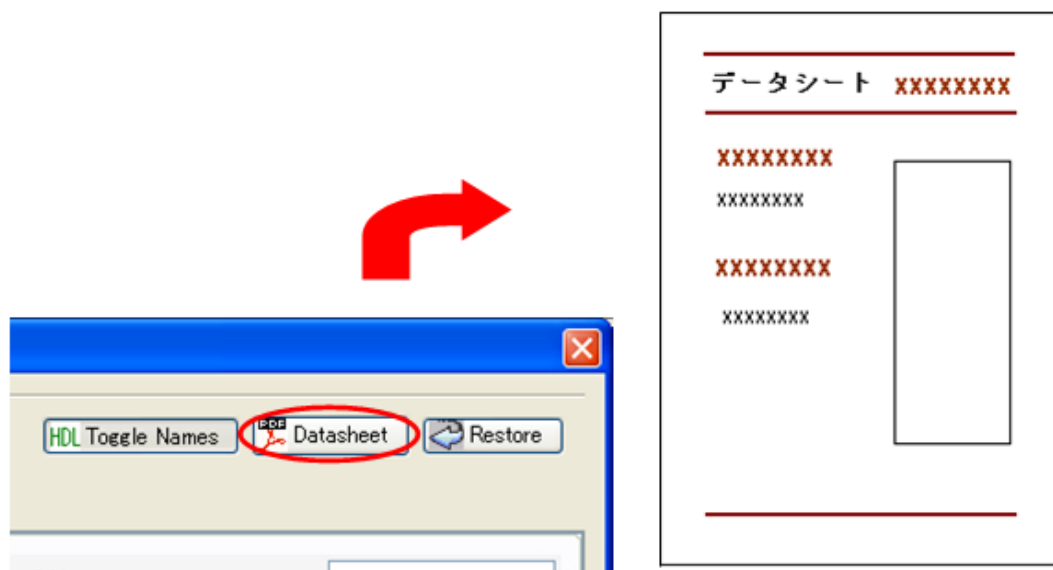 データシート XXXXXXXX
XXXXXXXX
XXXXXXXX
XXXXXXXX
XXXXXXXX
HDL Toggle Names
PDF Datasheet
Restore